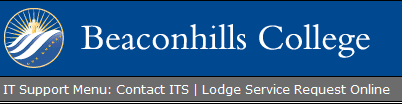 Beaconhills College
IT Support Menu: Contact ITS | Lodge Service Request Online